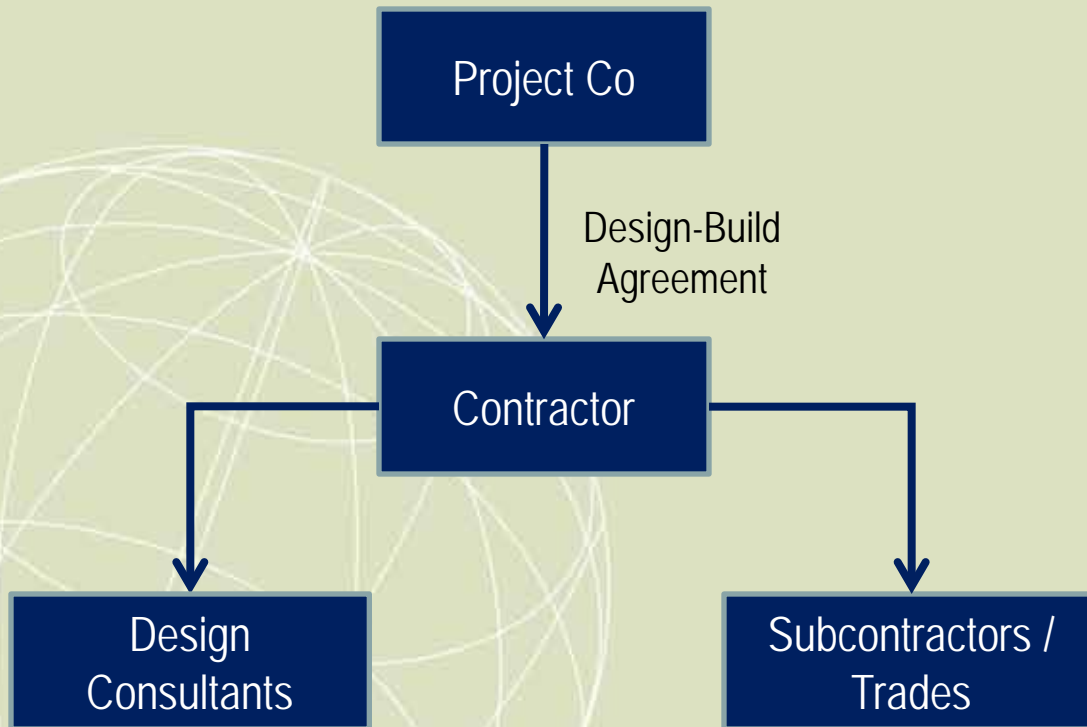 Project Co
Design-Build
Agreement
Contractor
Design
Consultants
Subcontractors /
Trades